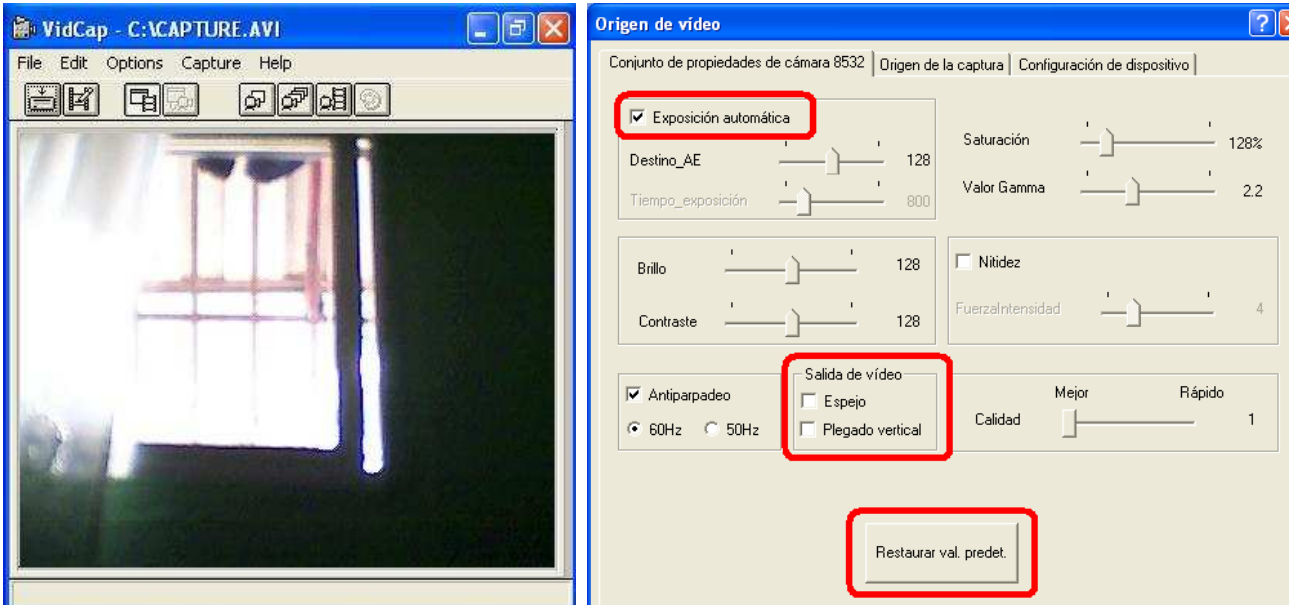 VidCap - C:\CAPTURE.AVI
File Edit Options Capture Help
Origen de vídeo
Conjunto de propiedades de cámara 8532 Origen de la captura Configuración de dispositivo
Exposición automática
Destino_AE 128
Tiempo_exposición 800
Saturación 128%
Valor Gamma 2.2
Brillo 128
Contraste 128
Nitidez
FuerzaIntensidad 4
Antiparpadeo
60Hz 50Hz
Salida de vídeo
Espejo
Plegado vertical
Mejor Rápido
Calidad 1
Restaurar val. predet.